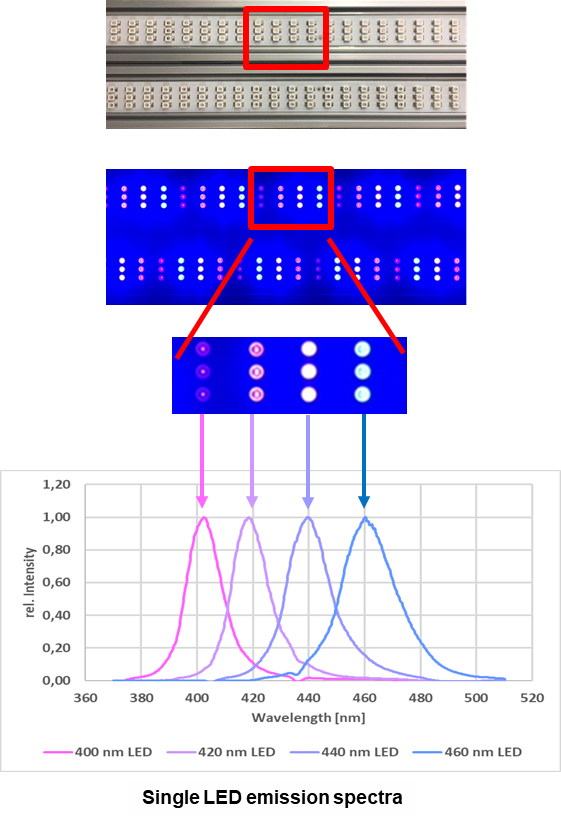 1,20
1,00
0,80
0,60
0,40
0,20
0,00
rel. Intensity
360 380 400 420 440 460 480 500 520
Wavelength [nm]
400 nm LED 420 nm LED 440 nm LED 460 nm LED
Single LED emission spectra